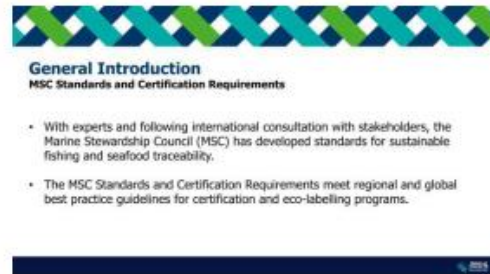 General Introduction
MSC Standards and Certification Requirements
• With experts and following international consultation with stakeholders, the
Marine Stewardship Council (MSC) has developed standards for sustainable
fishing and seafood traceability.
• The MSC Standards and Certification Requirements meet regional and global
best practice guidelines for certification and eco-labelling programs.